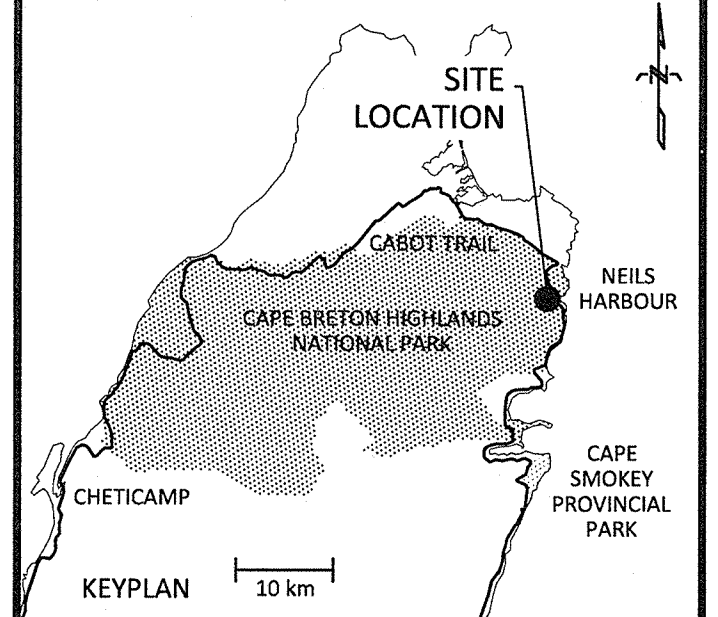 SITE
LOCATION
N
CABOT TRAIL
NEILS
HARBOUR
CAPE BRETON HIGHLANDS
NATIONAL PARK
CAPE
SMOKEY
PROVINCIAL
PARK
CHETICAMP
KEYPLAN
10 km